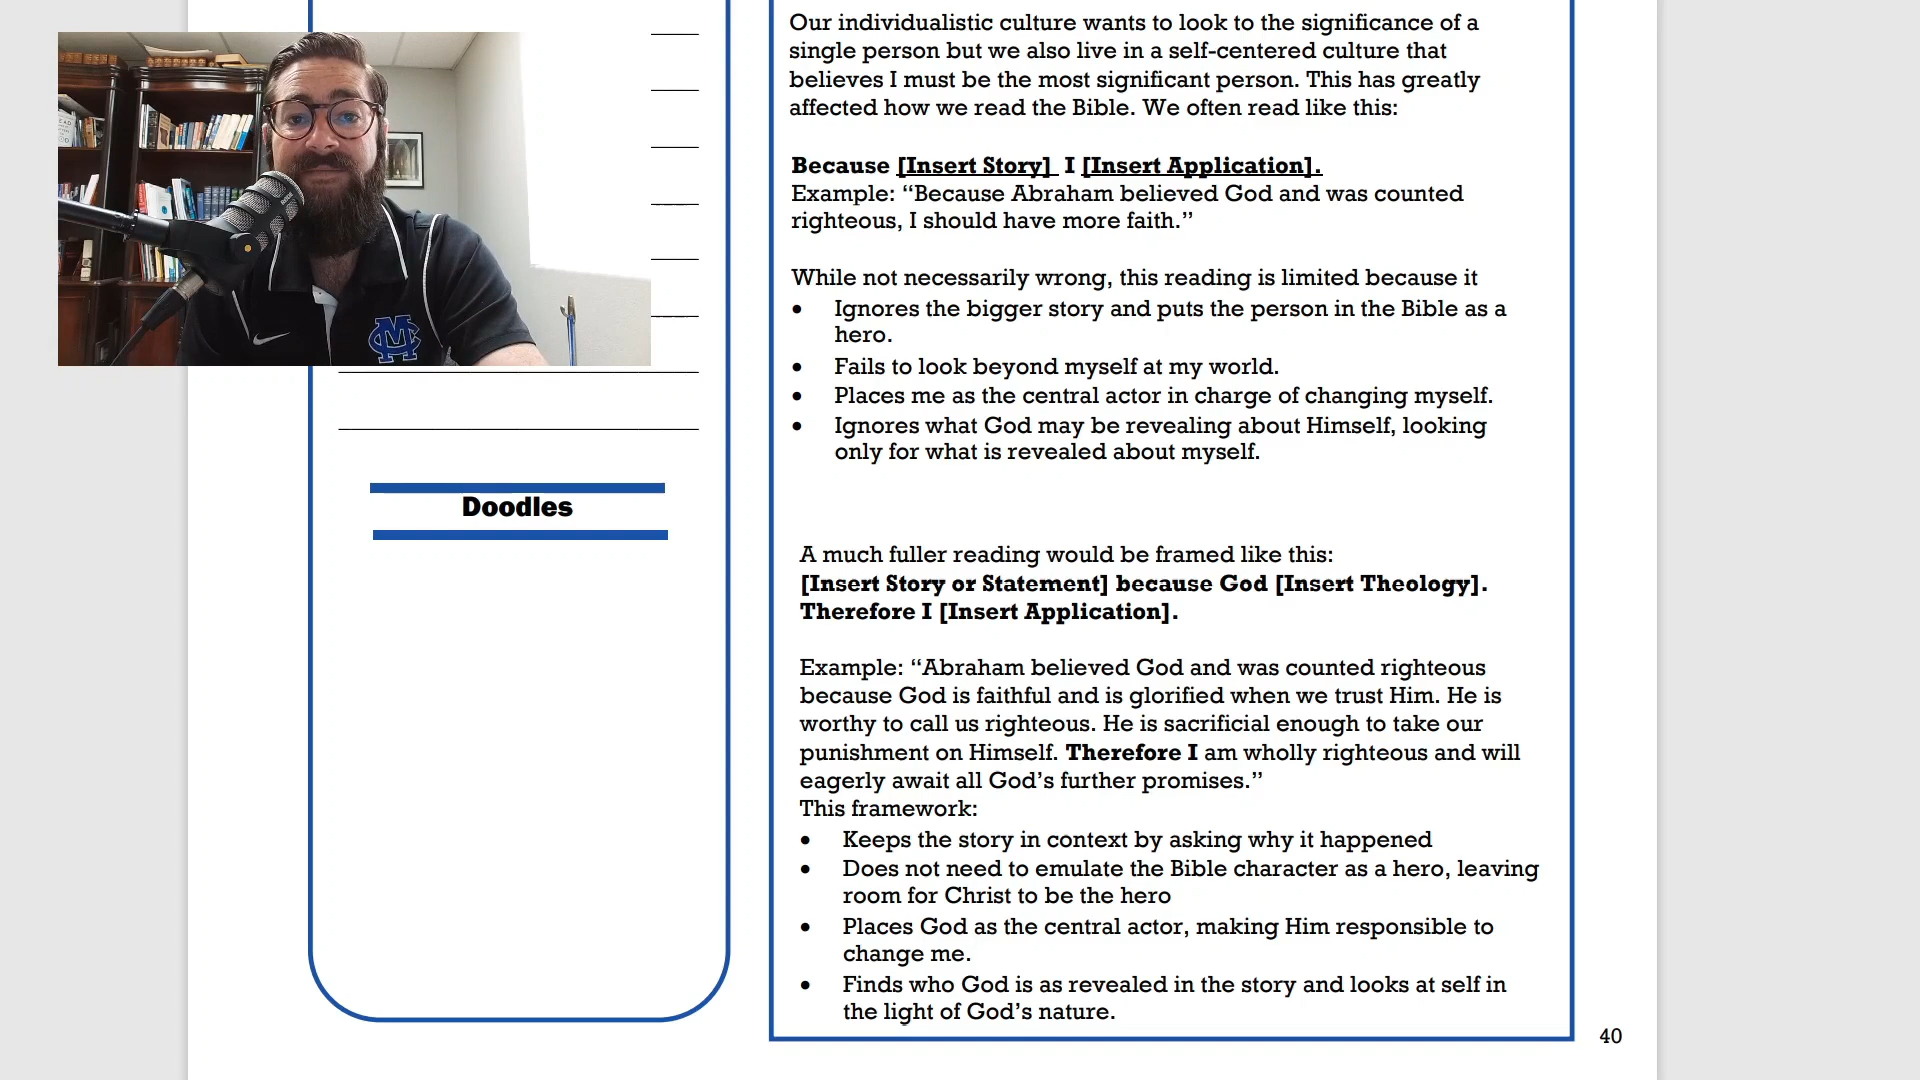 Our individualistic culture wants to look to the significance of a
single person but we also live in a self-centered culture that
believes I must be the most significant person. This has greatly
affected how we read the Bible. We often read like this:
Because [Insert Story]  I [Insert Application].
Example: “Because Abraham believed God and was counted
righteous, I should have more faith.”
While not necessarily wrong, this reading is limited because it
• Ignores the bigger story and puts the person in the Bible as a
hero.
• Fails to look beyond myself at my world.
• Places me as the central actor in charge of changing myself.
• Ignores what God may be revealing about Himself, looking
only for what is revealed about myself.
Doodles
A much fuller reading would be framed like this:
[Insert Story or Statement] because God [Insert Theology].
Therefore I [Insert Application].
Example: “Abraham believed God and was counted righteous
because God is faithful and is glorified when we trust Him. He is
worthy to call us righteous. He is sacrificial enough to take our
punishment on Himself. Therefore I am wholly righteous and will
eagerly await all God’s further promises.”
This framework:
• Keeps the story in context by asking why it happened
• Does not need to emulate the Bible character as a hero, leaving
room for Christ to be the hero
• Places God as the central actor, making Him responsible to
change me.
• Finds who God is as revealed in the story and looks at self in
the light of God’s nature.
40